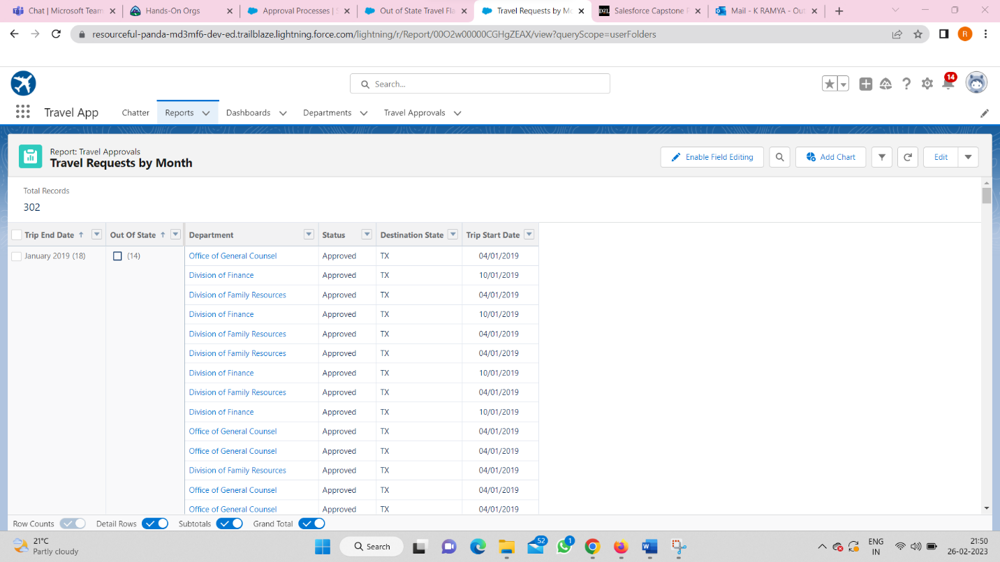 Chat | Microsoft Team
Hands-On Orgs
Approval Processes | S
Out of State Travel Fla
Travel Requests by Mo
D2L
Salesforce Capstone P
Mail - K RAMYA - Out
resourceful-panda-md3mf6-dev-ed.trailblaze.lightning.force.com/lightning/r/Report/00O2w00000CGHgZEAX/view?queryScope=userFolders
R
Search...
14
Travel App
Chatter
Reports
Dashboards
Departments
Travel Approvals
Report: Travel Approvals
Travel Requests by Month
Enable Field Editing
Add Chart
Edit
Total Records
302
Trip End Date ↑ Out Of State ↑ Department Status Destination State Trip Start Date
January 2019 (18) (14) Office of General Counsel Approved TX 04/01/2019
Division of Finance Approved TX 10/01/2019
Division of Family Resources Approved TX 04/01/2019
Division of Finance Approved TX 10/01/2019
Division of Family Resources Approved TX 04/01/2019
Division of Family Resources Approved TX 04/01/2019
Division of Finance Approved TX 10/01/2019
Division of Family Resources Approved TX 04/01/2019
Division of Finance Approved TX 10/01/2019
Office of General Counsel Approved TX 04/01/2019
Office of General Counsel Approved TX 04/01/2019
Division of Family Resources Approved TX 04/01/2019
Office of General Counsel Approved TX 04/01/2019
Office of General Counsel Approved TX 04/01/2019
Row Counts Detail Rows Subtotals Grand Total
21°C
Partly cloudy
Search
52
1
W
ENG
IN
21:50
26-02-2023